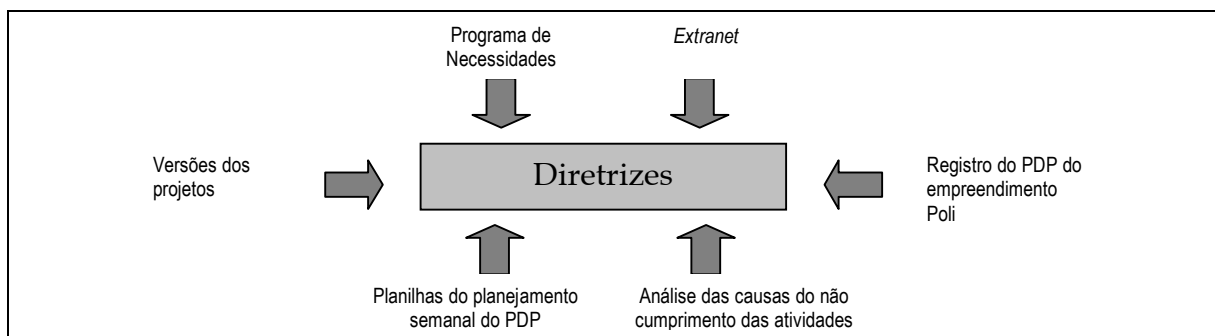 Programa de
Necessidades
Extranet
Versões dos
projetos
Diretrizes
Registro do PDP do
empreendimento
Poli
Planilhas do planejamento
semanal do PDP
Análise das causas do não
cumprimento das atividades